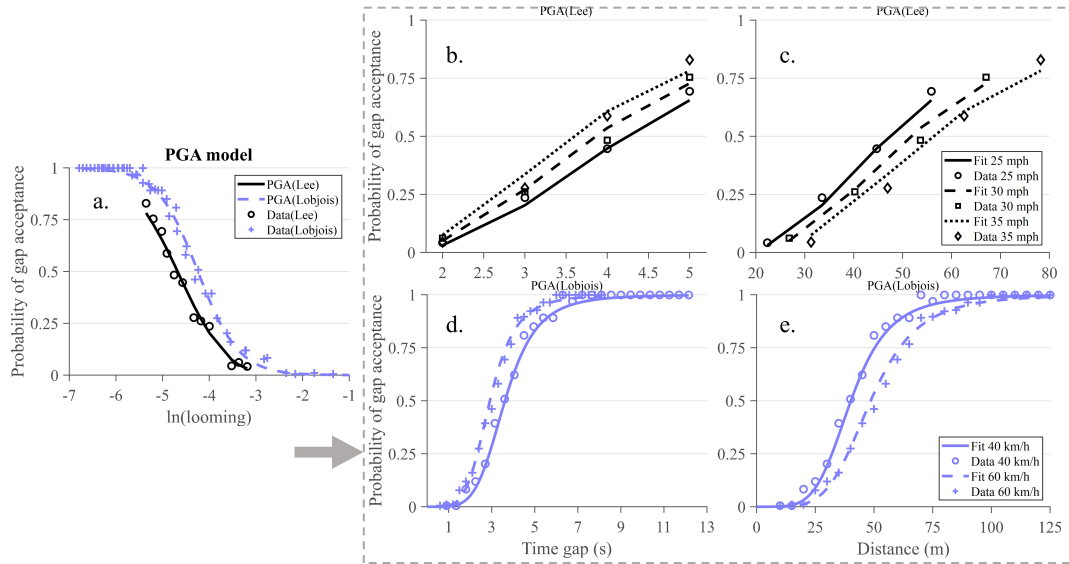 PGA model
Probability of gap acceptance
1
0.75
0.5
0.25
0
a.
PGA(Lee)
PGA(Lobjois)
Data(Lee)
Data(Lobjois)
-7 -6 -5 -4 -3 -2 -1
ln(looming)
PGA(Lee)
Probability of gap acceptance
1
0.75
0.5
0.25
0
b.
2 2.5 3 3.5 4 4.5 5
PGA(Lee)
1
0.75
0.5
0.25
0
c.
Fit 25 mph
Data 25 mph
Fit 30 mph
Data 30 mph
Fit 35 mph
Data 35 mph
20 30 40 50 60 70 80
PGA(Lobjois)
Probability of gap acceptance
1
0.75
0.5
0.25
0
d.
1 3 5 7 9 11 13
Time gap (s)
PGA(Lobjois)
1
0.75
0.5
0.25
0
e.
Fit 40 km/h
Data 40 km/h
Fit 60 km/h
Data 60 km/h
0 25 50 75 100 125
Distance (m)